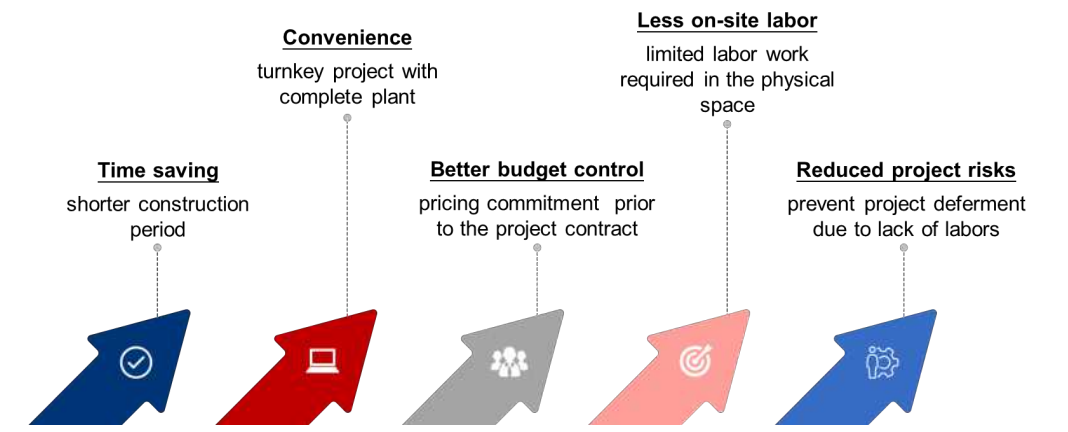 Time saving
shorter construction
period
Convenience
turnkey project with
complete plant
Better budget control
pricing commitment prior
to the project contract
Less on-site labor
limited labor work
required in the physical
space
Reduced project risks
prevent project deferment
due to lack of labors